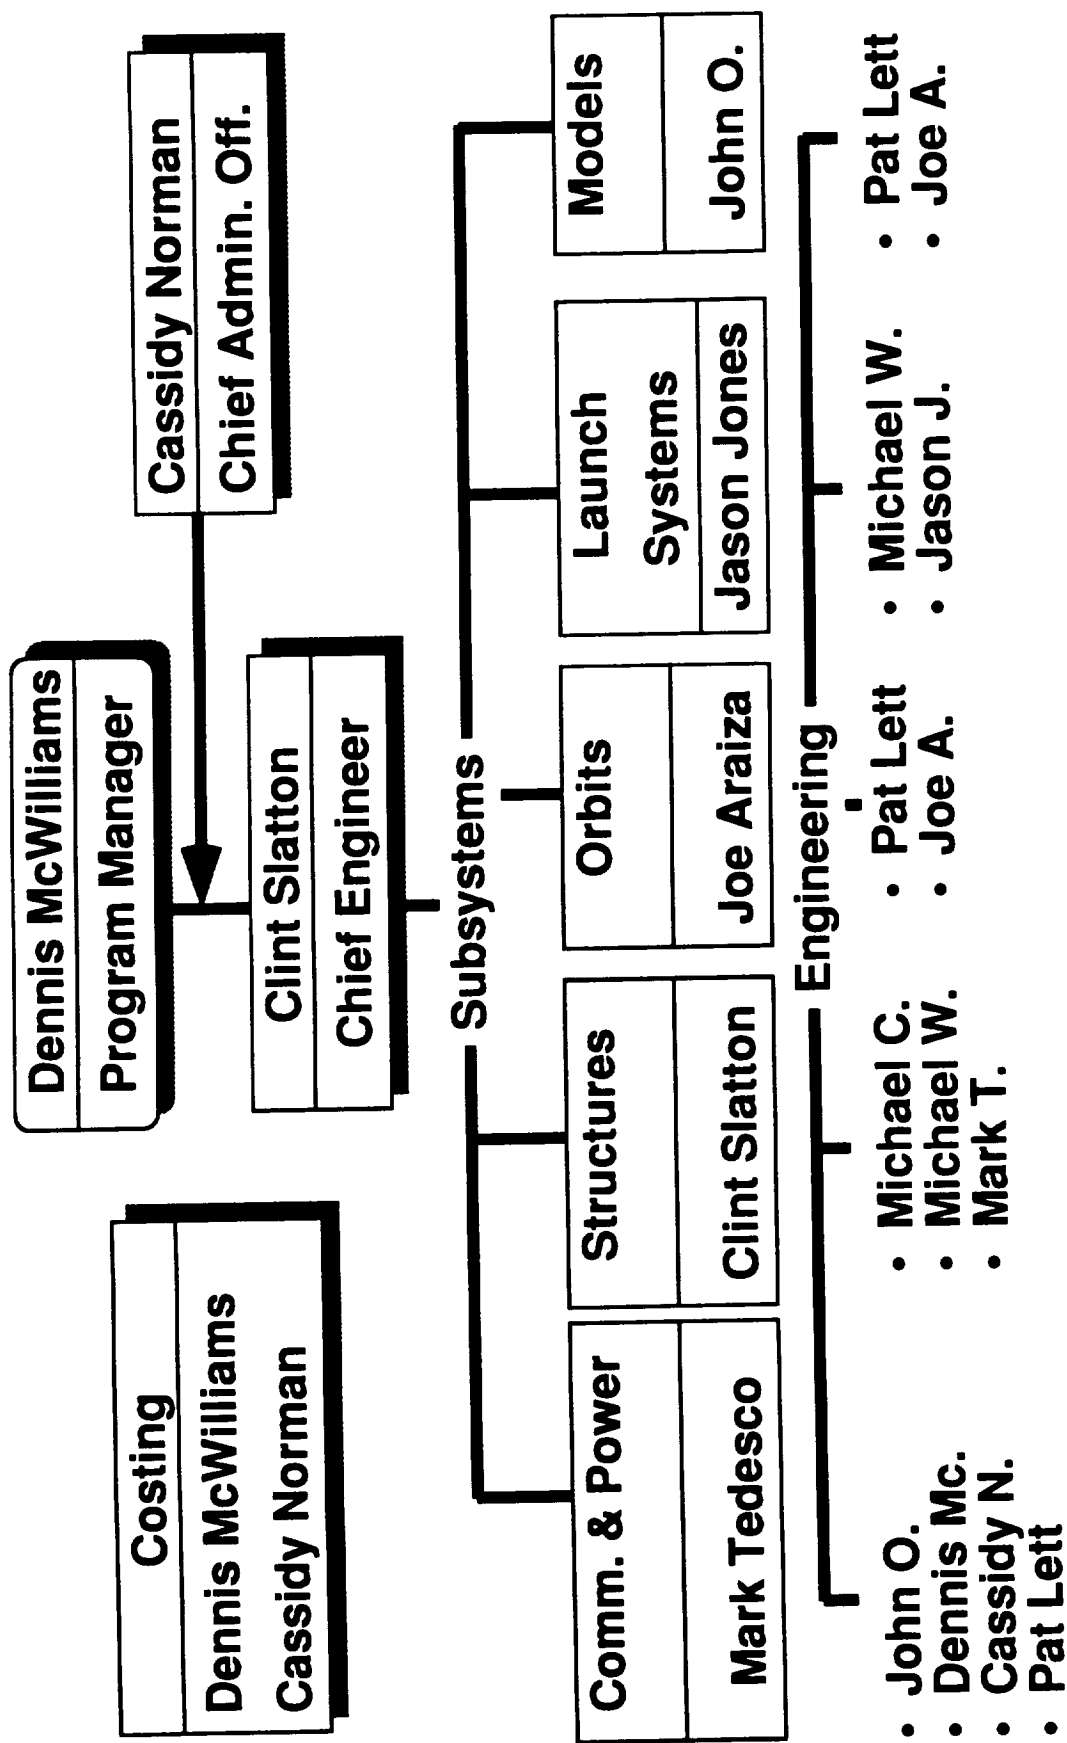 Dennis McWilliams
Program Manager
Cassidy Norman
Chief Admin. Off.
Costing
Dennis McWilliams
Cassidy Norman
Clint Slatton
Chief Engineer
Subsystems
Comm. & Power
Mark Tedesco
Structures
Clint Slatton
Orbits
Joe Araiza
Launch
Systems
Jason Jones
Models
John O.
Engineering
• John O.
• Dennis Mc.
• Cassidy N.
• Pat Lett
• Michael C.
• Michael W.
• Mark T.
• Pat Lett
• Joe A.
• Michael W.
• Jason J.
• Pat Lett
• Joe A.